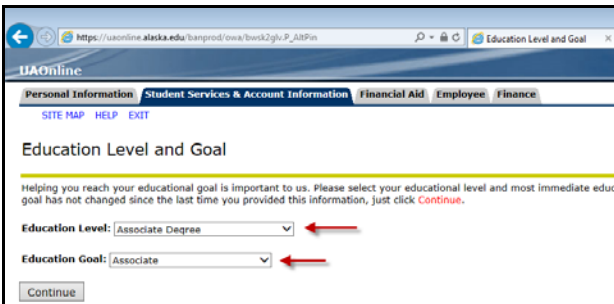 https://uaonline.alaska.edu/banprod/owa/bwsk2glv.P_AltPin
Education Level and Goal
UAOnline
Personal Information Student Services & Account Information Financial Aid Employee Finance
SITE MAP HELP EXIT
Education Level and Goal
Helping you reach your educational goal is important to us. Please select your educational level and most immediate educ
goal has not changed since the last time you provided this information, just click Continue.
Education Level: Associate Degree
Education Goal: Associate
Continue